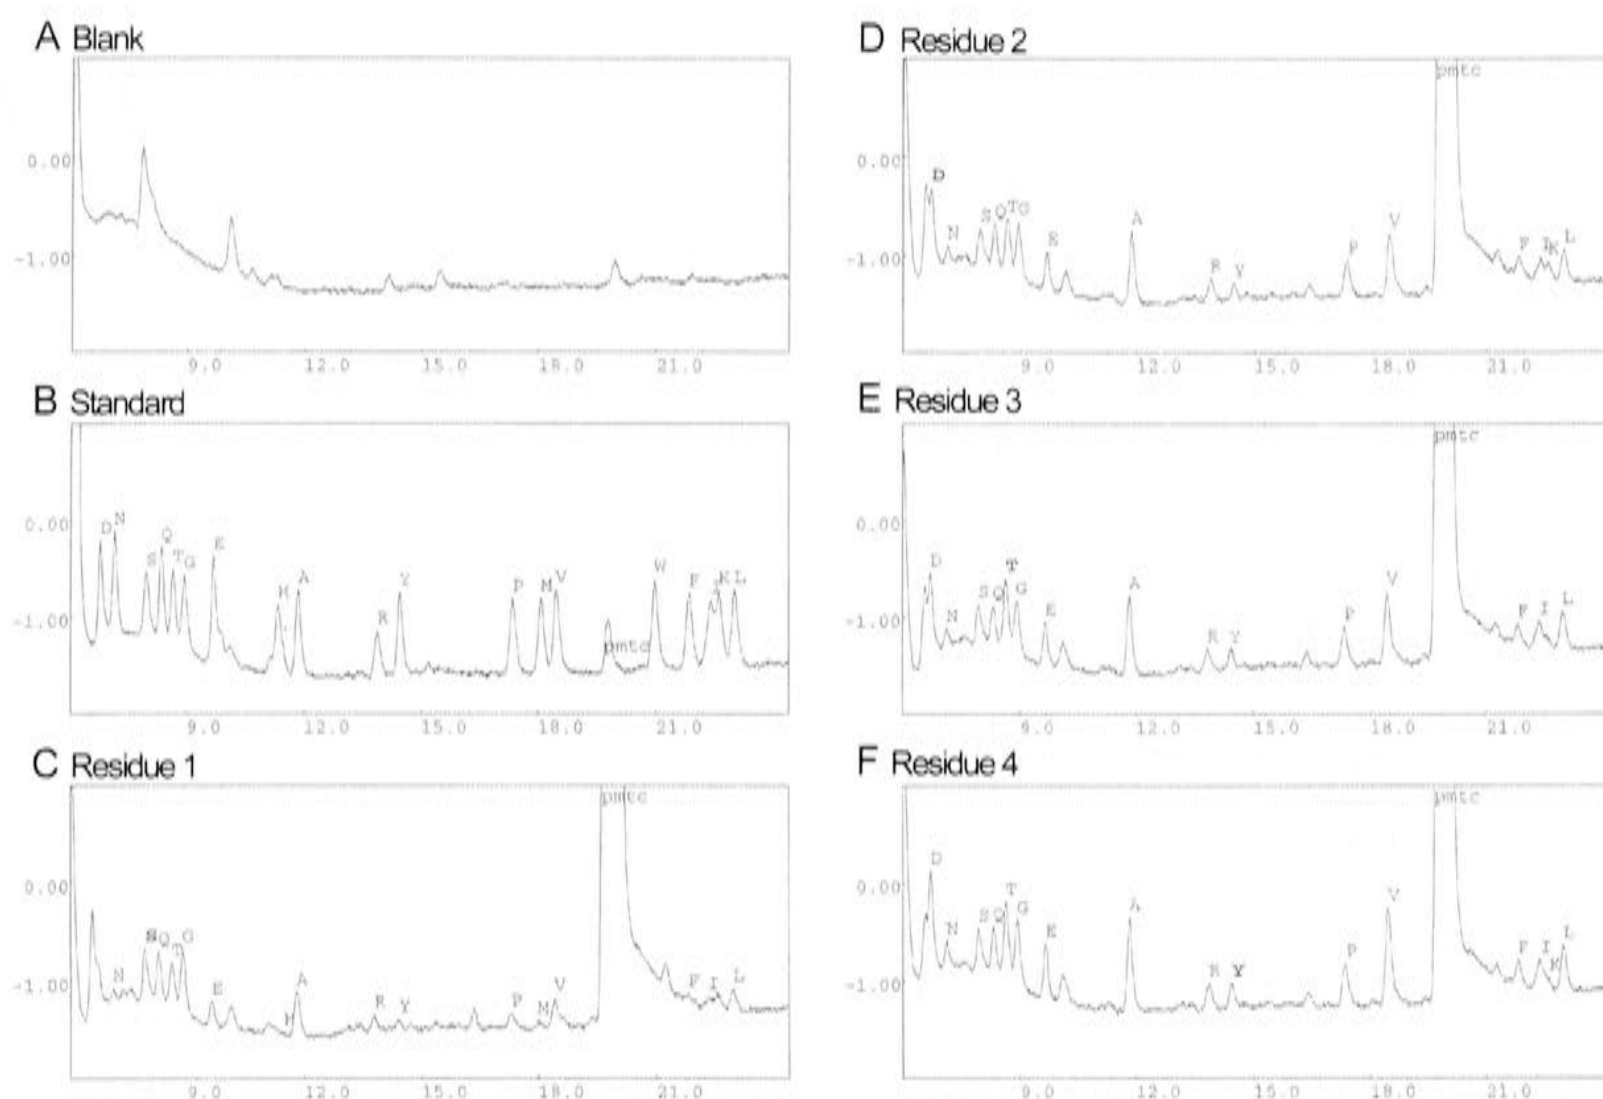 A Blank
0.00
-1.00
9.0 12.0 15.0 18.0 21.0
B Standard
D N S Q T G E H A R Y P M V pmtc W F I K L
0.00
-1.00
9.0 12.0 15.0 18.0 21.0
C Residue 1
pmtc
N S Q T G E H A R Y P M V F I L
0.00
-1.00
9.0 12.0 15.0 18.0 21.0
D Residue 2
pmtc
D N S Q T G E A R Y P V F I K L
0.00
-1.00
9.0 12.0 15.0 18.0 21.0
E Residue 3
pmtc
D N S Q T G E A R Y P V F I L
0.00
-1.00
9.0 12.0 15.0 18.0 21.0
F Residue 4
pmtc
D N S Q T G E A R Y P V F I K L
0.00
-1.00
9.0 12.0 15.0 18.0 21.0